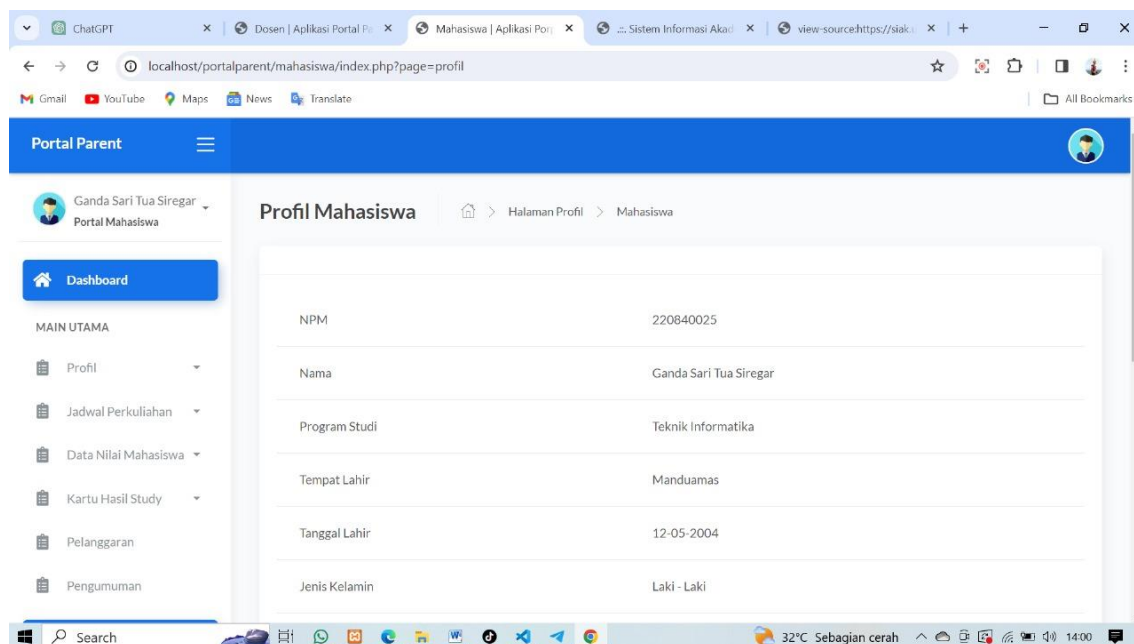 ChatGPT
Dosen | Aplikasi Portal Pa
Mahasiswa | Aplikasi Por
.::. Sistem Informasi Akad
view-source:https://siak.
localhost/portalparent/mahasiswa/index.php?page=profil
Gmail YouTube Maps News Translate All Bookmarks
Portal Parent
Ganda Sari Tua Siregar
Portal Mahasiswa
Dashboard
MAIN UTAMA
Profil
Jadwal Perkuliahan
Data Nilai Mahasiswa
Kartu Hasil Study
Pelanggaran
Pengumuman
Profil Mahasiswa > Halaman Profil > Mahasiswa
NPM 220840025
Nama Ganda Sari Tua Siregar
Program Studi Teknik Informatika
Tempat Lahir Manduamas
Tanggal Lahir 12-05-2004
Jenis Kelamin Laki - Laki
Search 32°C Sebagian cerah 14:00